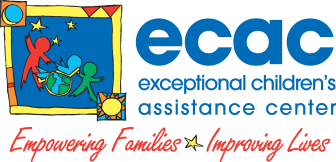 ecac
exceptional children's
assistance center
Empowering Families Improving Lives